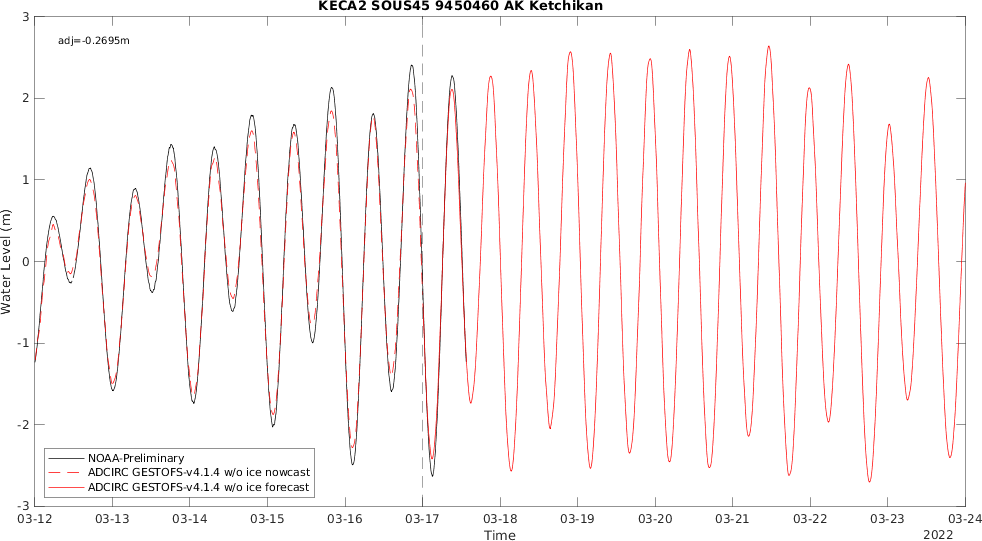 KECA2 SOUS45 9450460 AK Ketchikan
adj=-0.2695m
3
2
1
0
-1
-2
-3
Water Level (m)
NOAA-Preliminary
ADCIRC GESTOFS-v4.1.4 w/o ice nowcast
ADCIRC GESTOFS-v4.1.4 w/o ice forecast
03-12 03-13 03-14 03-15 03-16 03-17 03-18 03-19 03-20 03-21 03-22 03-23 03-24
Time
2022